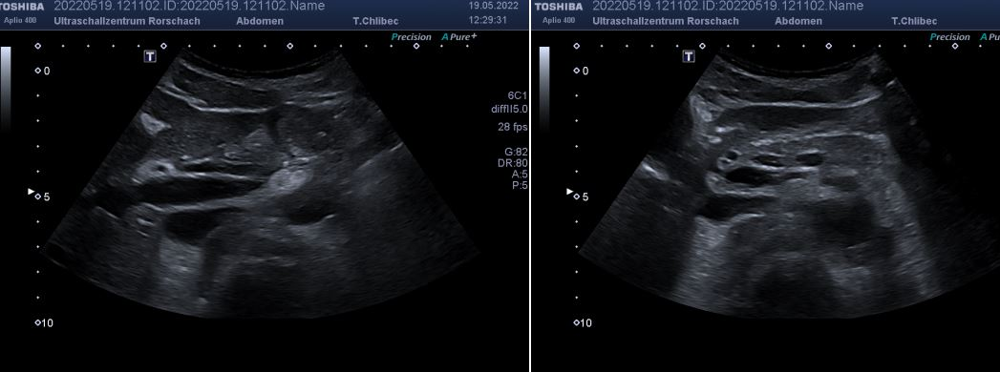 TOSHIBA 20220519.121102.ID:20220519.121102.Name 19.05.2022
Aplio 400 Ultraschallzentrum Rorschach Abdomen T.Chlibec 12:29:31
Precision A Pure+
T
0
6C1
diffII5.0
28 fps
G:82
DR:80
A:5
P:5
5
10
TOSHIBA 20220519.121102.ID:20220519.121102.Name
Aplio 400 Ultraschallzentrum Rorschach Abdomen T.Chlibec
Precision A Pu
T
0
5
10